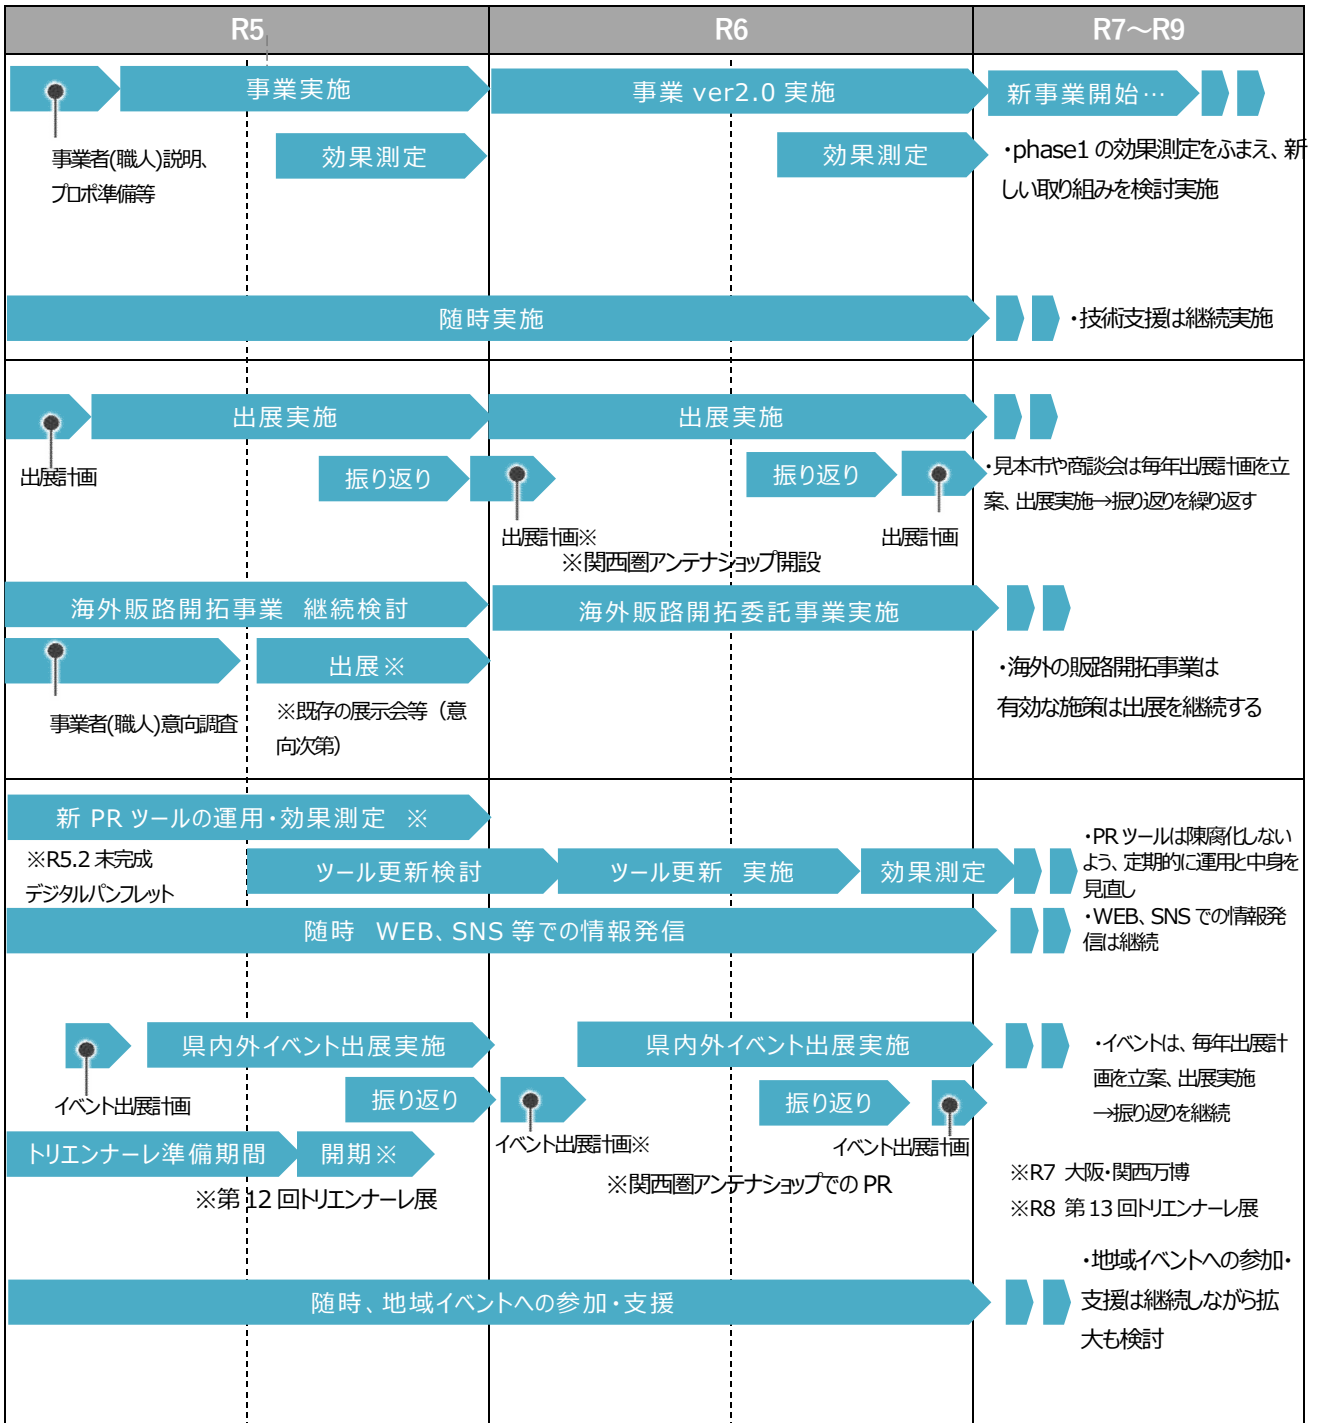 R5
R6
R7～R9
事業実施
事業 ver2.0 実施
新事業開始…
事業者(職人)説明、
プロポ準備等
効果測定
効果測定
・phase1 の効果測定をふまえ、新
しい取り組みを検討実施
随時実施
・技術支援は継続実施
出展実施
出展実施
出展計画
振り返り
出展計画※
振り返り
出展計画
・見本市や商談会は毎年出展計画を立
案、出展実施→振り返りを繰り返す
※関西圏アンテナショップ開設
海外販路開拓事業　継続検討
海外販路開拓委託事業実施
出展※
事業者(職人)意向調査
※既存の展示会等（意
向次第）
・海外の販路開拓事業は
有効な施策は出展を継続する
新 PR ツールの運用・効果測定　※
※R5.2 末完成
デジタルパンフレット
ツール更新検討
ツール更新　実施
効果測定
・PR ツールは陳腐化しない
よう、定期的に運用と中身を
見直し
・WEB、SNS での情報発
信は継続
随時　WEB、SNS 等での情報発信
県内外イベント出展実施
県内外イベント出展実施
イベント出展計画
振り返り
イベント出展計画※
振り返り
イベント出展計画
・イベントは、毎年出展計
画を立案、出展実施
→振り返りを継続
トリエンナーレ準備期間
開期※
※第 12 回トリエンナーレ展
※関西圏アンテナショップでの PR
※R7 大阪・関西万博
※R8 第 13 回トリエンナーレ展
随時、地域イベントへの参加・支援
・地域イベントへの参加・
支援は継続しながら拡
大も検討